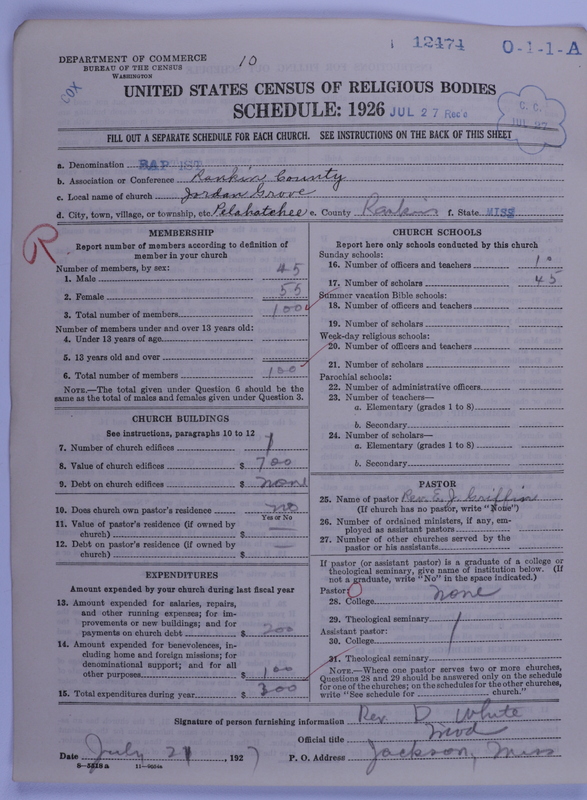 12474
O-1-1-A
10
DEPARTMENT OF COMMERCE
BUREAU OF THE CENSUS
WASHINGTON
COX
UNITED STATES CENSUS OF RELIGIOUS BODIES
SCHEDULE: 1926 JUL 27 Rec'd
C. C.
JUL 27
FILL OUT A SEPARATE SCHEDULE FOR EACH CHURCH. SEE INSTRUCTIONS ON THE BACK OF THIS SHEET
a. Denomination BAPTIST
b. Association or Conference Rankin County
c. Local name of church Jordan Grove
d. City, town, village, or township, etc. Pelahatchee e. County Rankin f. State MISS
R
MEMBERSHIP
Report number of members according to definition of
member in your church
Number of members, by sex:
1. Male 45
2. Female 55
3. Total number of members 100
Number of members under and over 13 years old:
4. Under 13 years of age
5. 13 years old and over
6. Total number of members 100
NOTE.—The total given under Question 6 should be the
same as the total of males and females given under Question 3.
CHURCH BUILDINGS
See instructions, paragraphs 10 to 12
7. Number of church edifices 1
8. Value of church edifices $ 700
9. Debt on church edifices $ none
10. Does church own pastor's residence no
Yes or No
11. Value of pastor's residence (if owned by
church) $ —
12. Debt on pastor's residence (if owned by
church) $ —
EXPENDITURES
Amount expended by your church during last fiscal year
13. Amount expended for salaries, repairs,
and other running expenses; for im-
provements or new buildings; and for
payments on church debt $ 200
14. Amount expended for benevolences, in-
cluding home and foreign missions; for
denominational support; and for all
other purposes $ 100
15. Total expenditures during year $ 300
CHURCH SCHOOLS
Report here only schools conducted by this church
Sunday schools:
16. Number of officers and teachers 10
17. Number of scholars 45
Summer vacation Bible schools:
18. Number of officers and teachers
19. Number of scholars
Week-day religious schools:
20. Number of officers and teachers
21. Number of scholars
Parochial schools:
22. Number of administrative officers
23. Number of teachers—
a. Elementary (grades 1 to 8)
b. Secondary
24. Number of scholars—
a. Elementary (grades 1 to 8)
b. Secondary
PASTOR
25. Name of pastor Rev. E. J. Griffin
(If church has no pastor, write "None")
26. Number of ordained ministers, if any, em-
ployed as assistant pastors
27. Number of other churches served by the
pastor or his assistants
If pastor (or assistant pastor) is a graduate of a college or
theological seminary, give name of institution below. (If
not a graduate, write "No" in the space indicated.)
Pastor:
28. College none
29. Theological seminary
Assistant pastor:
30. College
31. Theological seminary
NOTE.—Where one pastor serves two or more churches,
Questions 28 and 29 should be answered only on the schedule
for one of the churches; on the schedules for the other churches,
write "See schedule for church."
Signature of person furnishing information Rev. D. White
Official title Mod
Date July 21, 1927 P. O. Address Jackson, Miss
8—5518a 11—9024a